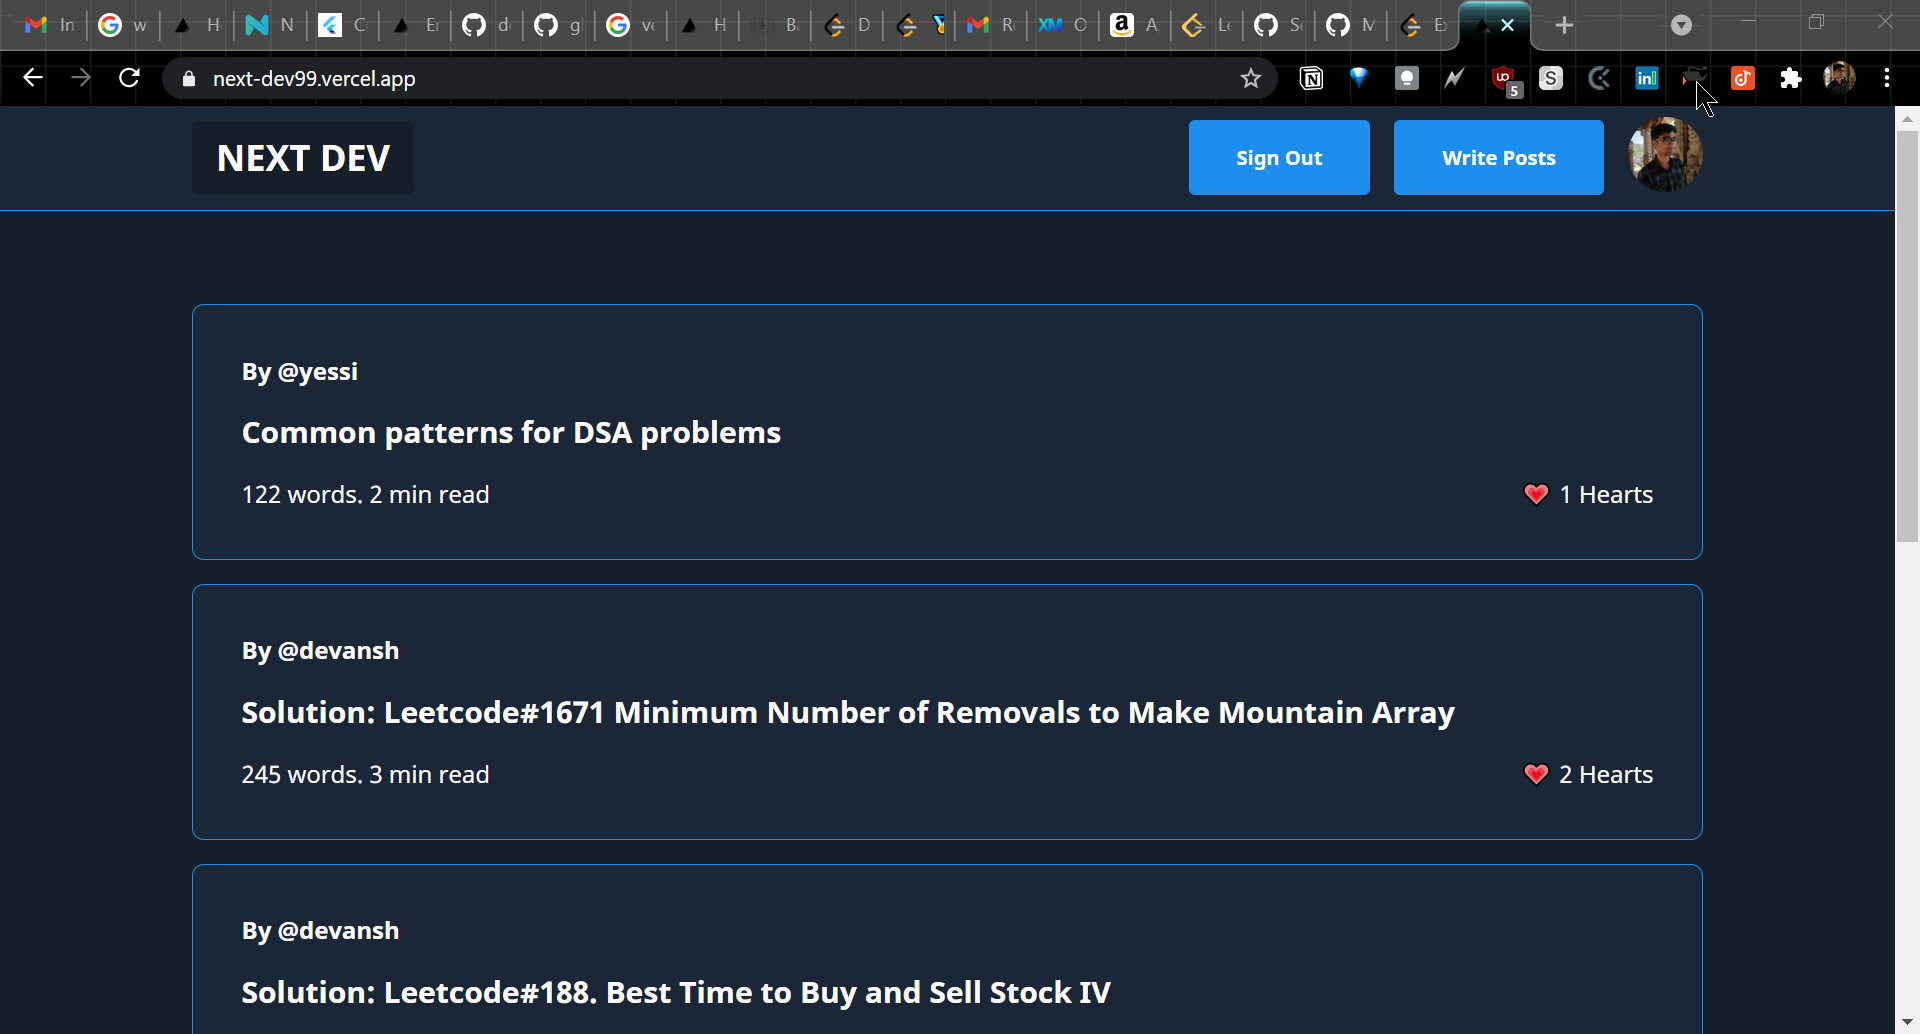 In
w
H
N
C
Er
d
g
ve
H
B
D
R
XM
O
a
A
Le
S
M
E
next-dev99.vercel.app
UO
5
S
in
NEXT DEV
Sign Out
Write Posts
By @yessi
Common patterns for DSA problems
122 words. 2 min read
1 Hearts
By @devansh
Solution: Leetcode#1671 Minimum Number of Removals to Make Mountain Array
245 words. 3 min read
2 Hearts
By @devansh
Solution: Leetcode#188. Best Time to Buy and Sell Stock IV